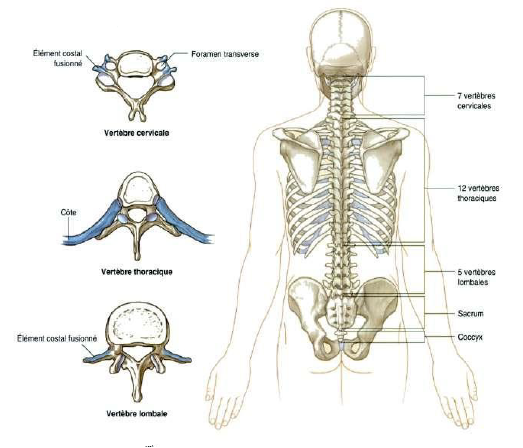 Élément costal
fusionné
Foramen transverse
Vertèbre cervicale
Côte
Vertèbre thoracique
Élément costal fusionné
Vertèbre lombale
7 vertèbres
cervicales
12 vertèbres
thoraciques
5 vertèbres
lombales
Sacrum
Coccyx